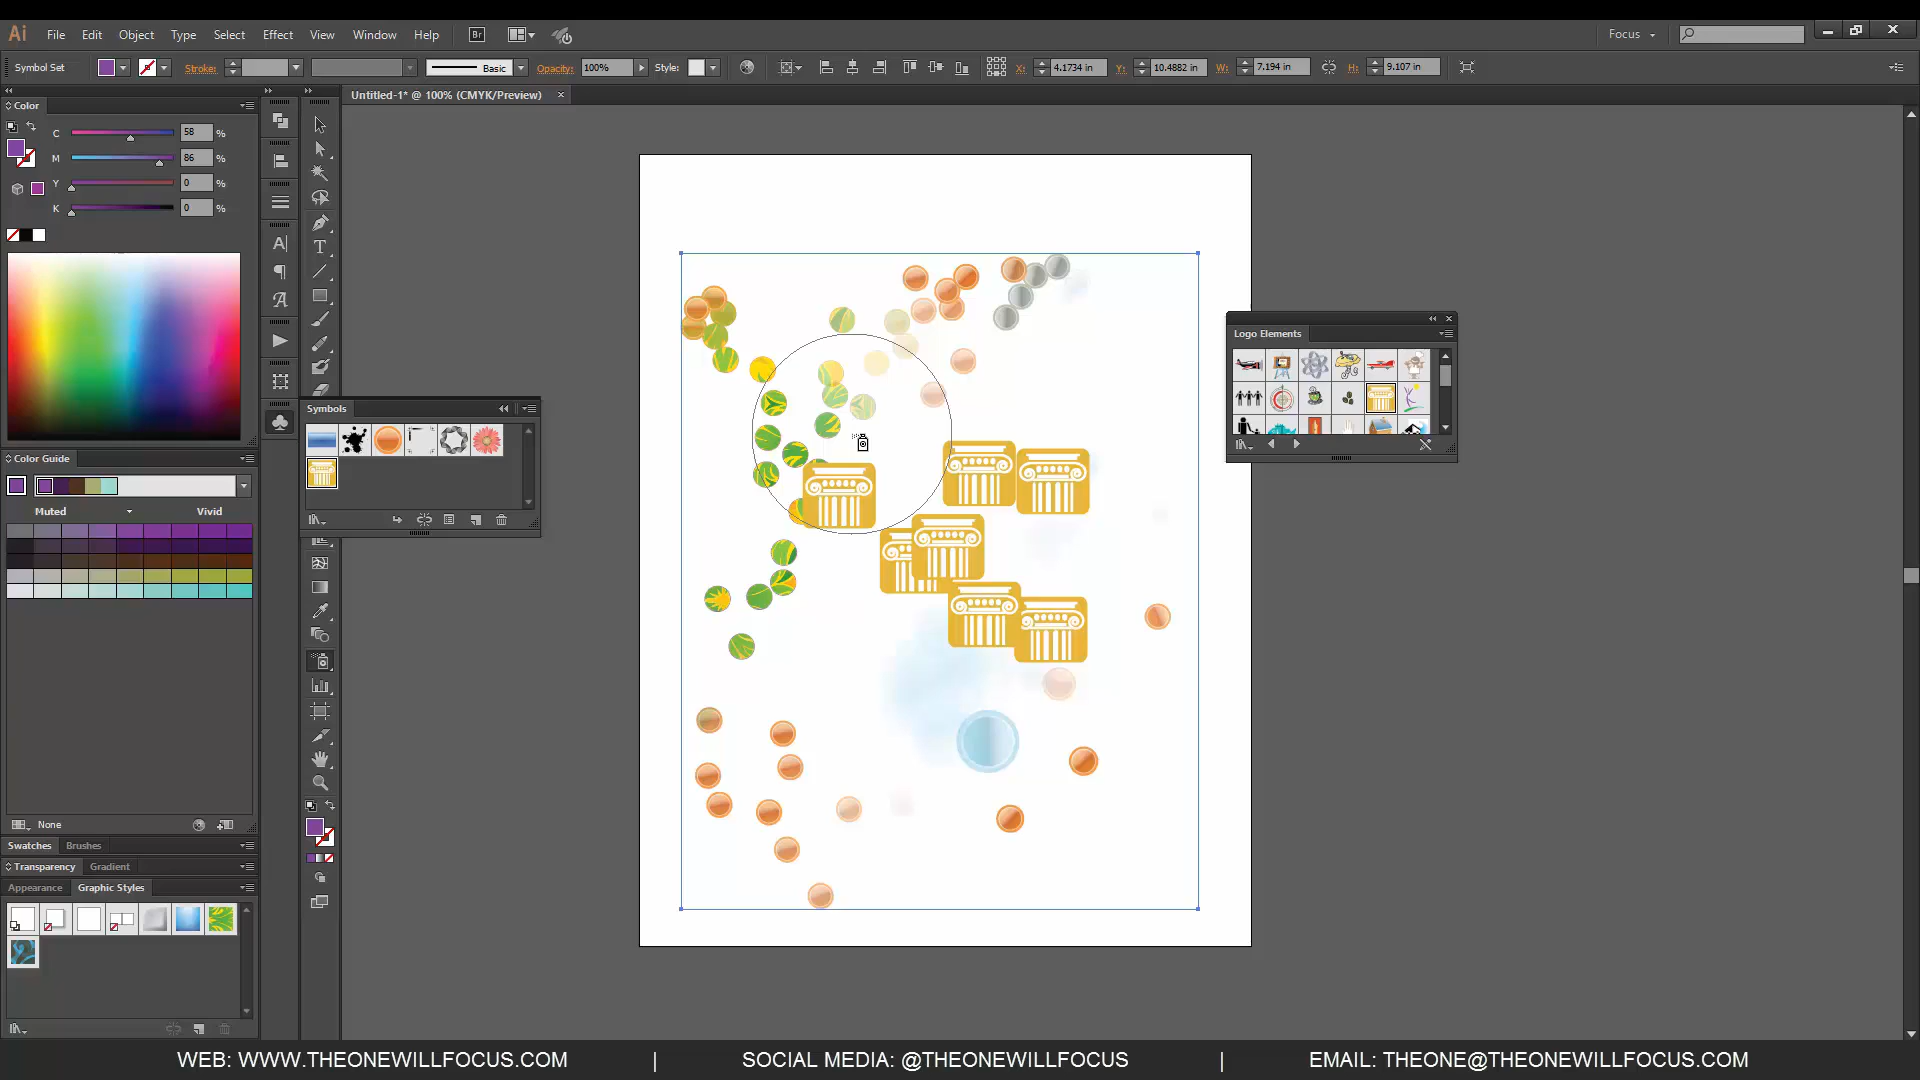 Ai File Edit Object Type Select Effect View Window Help Br Focus
Symbol Set Stroke: Basic Opacity: 100% Style: X: 4.1734 in Y: 10.4882 in W: 7.194 in H: 9.107 in
Untitled-1* @ 100% (CMYK/Preview)
Color
C 58 %
M 86 %
Y 0 %
K 0 %
Symbols
Logo Elements
Color Guide
Muted Vivid
None
Swatches Brushes
Transparency Gradient
Appearance Graphic Styles
WEB: WWW.THEONEWILLFOCUS.COM | SOCIAL MEDIA: @THEONEWILLFOCUS | EMAIL: THEONE@THEONEWILLFOCUS.COM